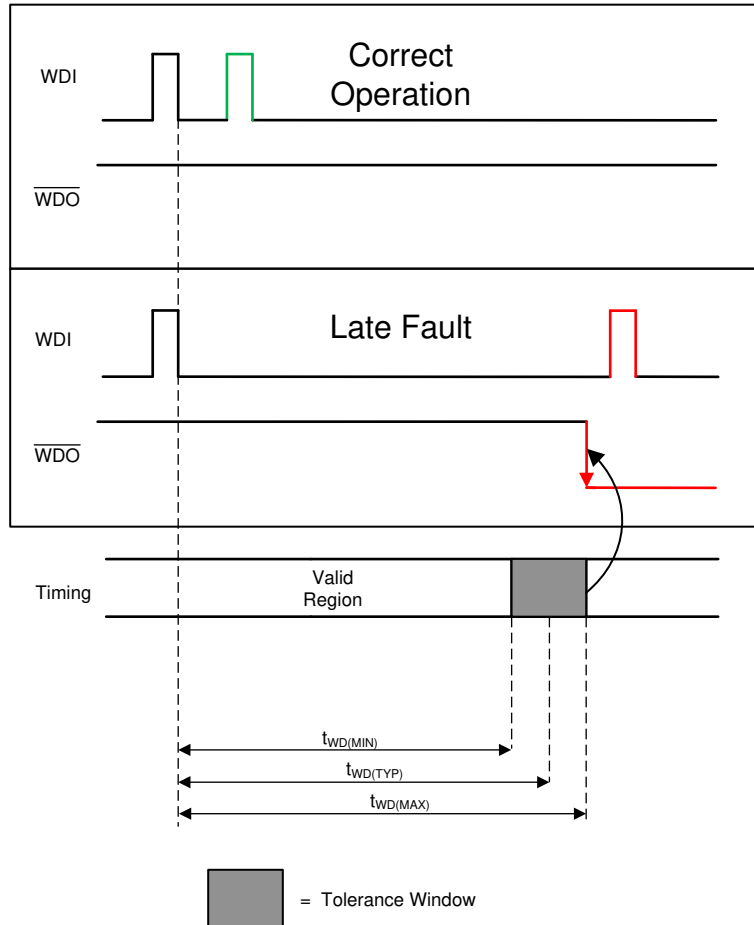 WDI
Correct
Operation
WDO
WDI
Late Fault
WDO
Timing
Valid
Region
tWD(MIN)
tWD(TYP)
tWD(MAX)
= Tolerance Window